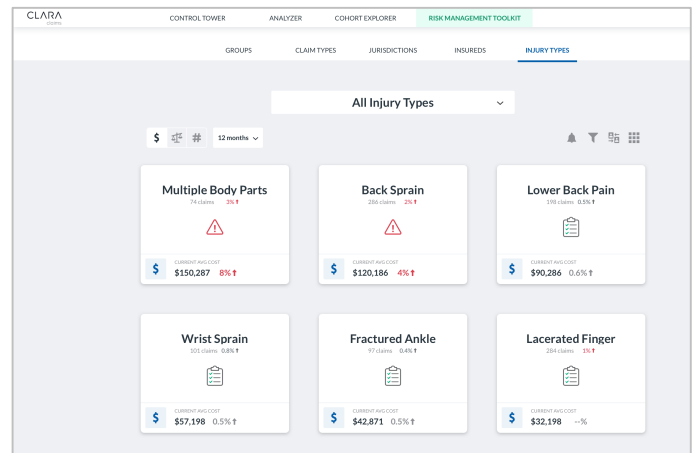 CLARA
claims
CONTROL TOWER ANALYZER COHORT EXPLORER RISK MANAGEMENT TOOLKIT
GROUPS CLAIM TYPES JURISDICTIONS INSUREDS INJURY TYPES
All Injury Types
$ # 12 months
Multiple Body Parts
74 claims 3% ↑
$ CURRENT AVG COST
$150,287 8% ↑
Back Sprain
286 claims 2% ↑
$ CURRENT AVG COST
$120,186 4% ↑
Lower Back Pain
198 claims 0.5% ↑
$ CURRENT AVG COST
$90,286 0.6% ↑
Wrist Sprain
101 claims 0.8% ↑
$ CURRENT AVG COST
$57,198 0.5% ↑
Fractured Ankle
97 claims 0.4% ↑
$ CURRENT AVG COST
$42,871 0.5% ↑
Lacerated Finger
284 claims 1% ↑
$ CURRENT AVG COST
$32,198 --%